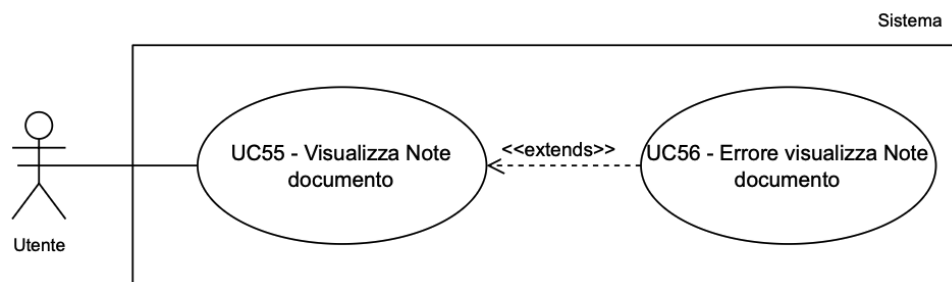 Sistema
UC55 - Visualizza Note
documento
<<extends>>
UC56 - Errore visualizza Note
documento
Utente